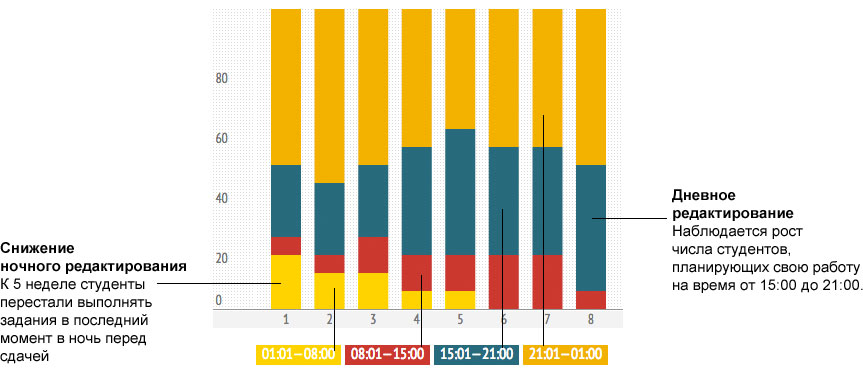 80
60
40
20
0
1 2 3 4 5 6 7 8
01:01—08:00 08:01—15:00 15:01—21:00 21:01—01:00
Снижение
ночного редактирования
К 5 неделе студенты
перестали выполнять
задания в последний
момент в ночь перед
сдачей
Дневное
редактирование
Наблюдается рост
числа студентов,
планирующих свою работу
на время от 15:00 до 21:00.